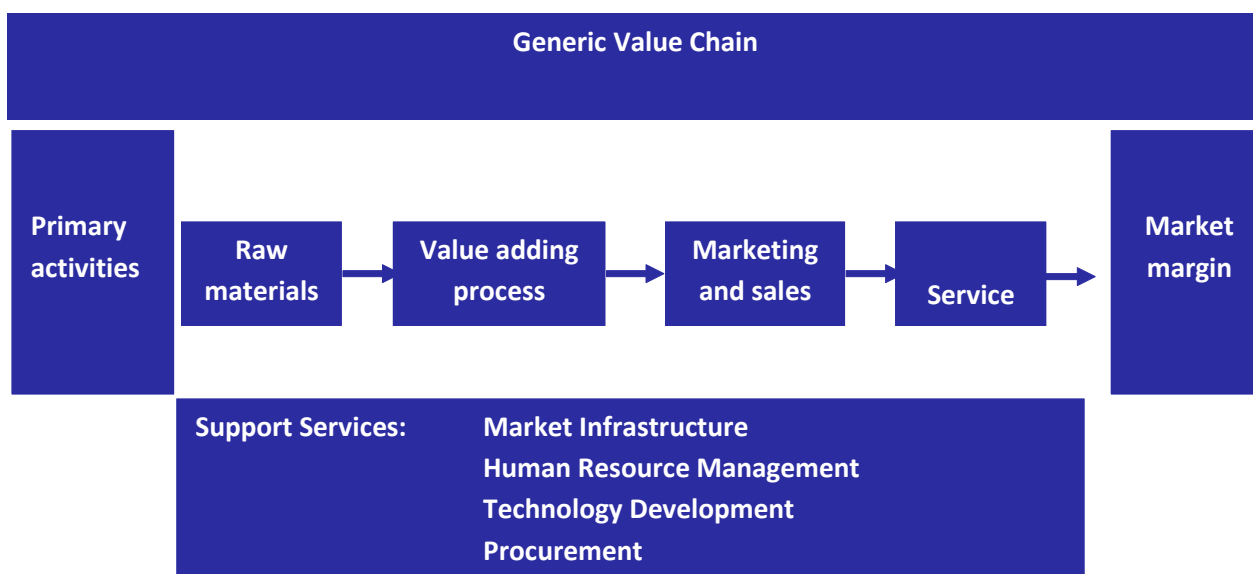 Generic Value Chain
Primary
activities
Raw
materials
Value adding
process
Marketing
and sales
Service
Market
margin
Support Services: Market Infrastructure
Human Resource Management
Technology Development
Procurement